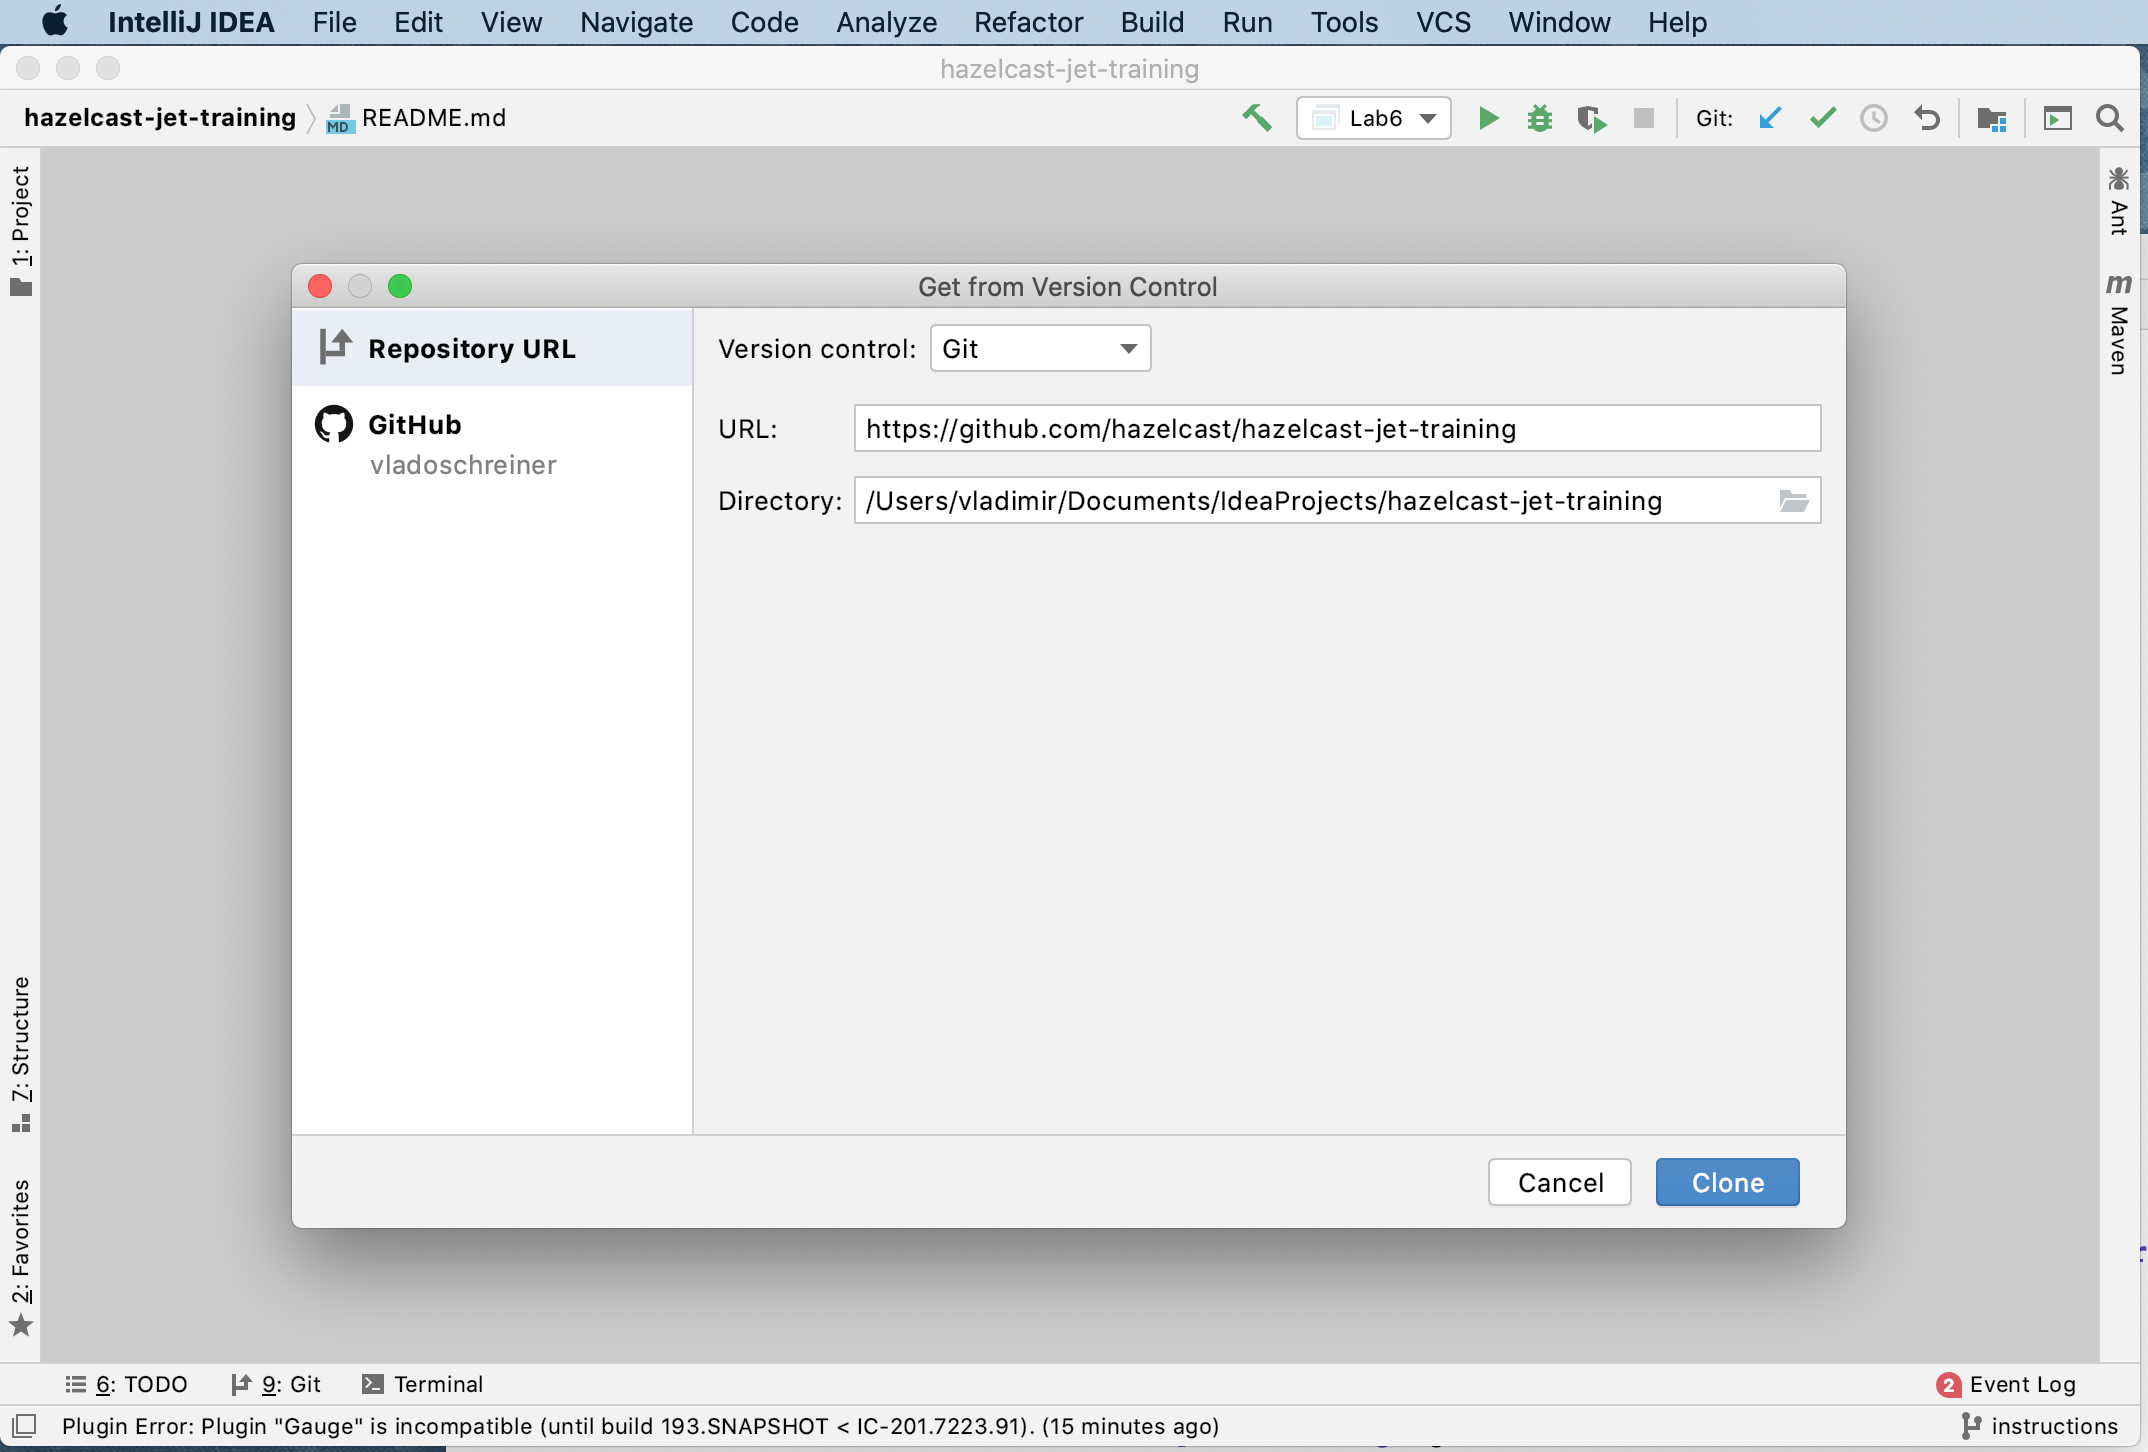 IntelliJ IDEA File Edit View Navigate Code Analyze Refactor Build Run Tools VCS Window Help
hazelcast-jet-training
hazelcast-jet-training MD README.md Lab6 Git:
1: Project
Ant
m Maven
Get from Version Control
Repository URL
GitHub
vladoschreiner
Version control: Git
URL: https://github.com/hazelcast/hazelcast-jet-training
Directory: /Users/vladimir/Documents/IdeaProjects/hazelcast-jet-training
7: Structure
2: Favorites
Cancel Clone
6: TODO 9: Git Terminal 2 Event Log
Plugin Error: Plugin "Gauge" is incompatible (until build 193.SNAPSHOT < IC-201.7223.91). (15 minutes ago) instructions